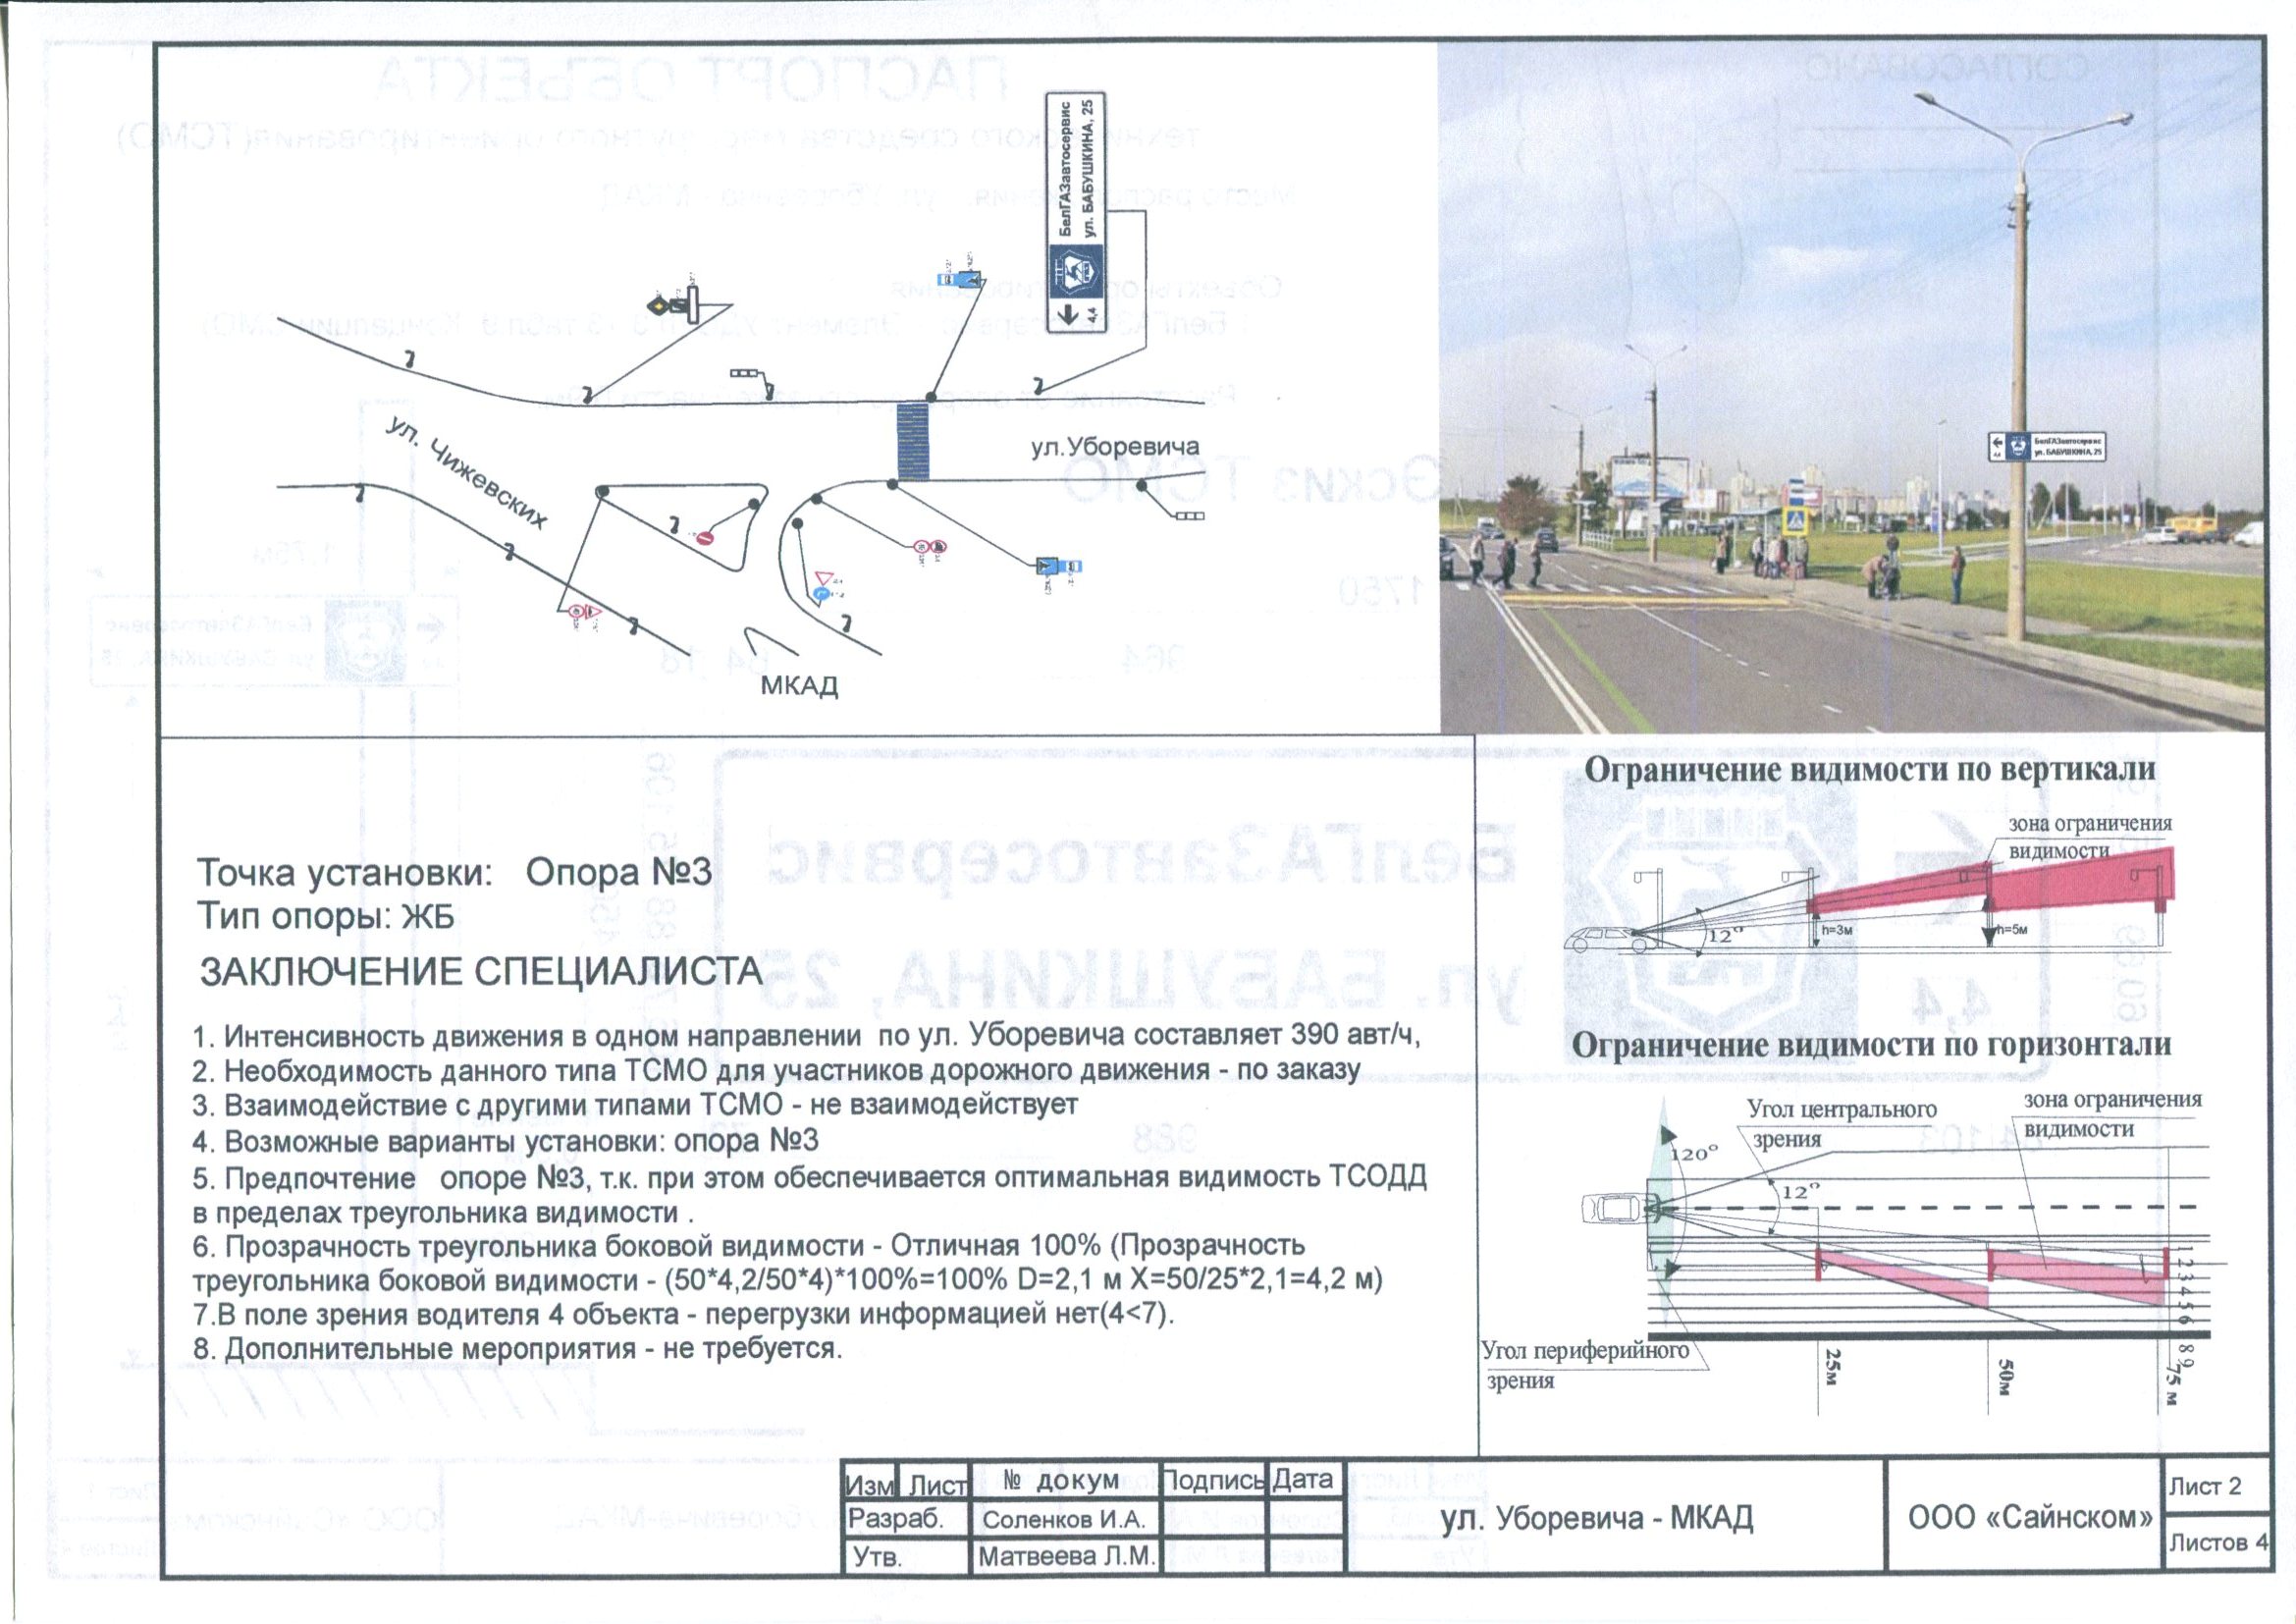 БелГАЗавтосервис
ул. БАБУШКИНА, 25
4,4
ул. Чижевских
ул.Уборевича
МКАД
БелГАЗавтосервис
ул. БАБУШКИНА, 25
4,4
Точка установки: Опора №3
Тип опоры: ЖБ
ЗАКЛЮЧЕНИЕ СПЕЦИАЛИСТА
1. Интенсивность движения в одном направлении по ул. Уборевича составляет 390 авт/ч,
2. Необходимость данного типа ТСМО для участников дорожного движения - по заказу
3. Взаимодействие с другими типами ТСМО - не взаимодействует
4. Возможные варианты установки: опора №3
5. Предпочтение опоре №3, т.к. при этом обеспечивается оптимальная видимость ТСОДД
в пределах треугольника видимости .
6. Прозрачность треугольника боковой видимости - Отличная 100% (Прозрачность
треугольника боковой видимости - (50*4,2/50*4)*100%=100% D=2,1 м X=50/25*2,1=4,2 м)
7.В поле зрения водителя 4 объекта - перегрузки информацией нет(4<7).
8. Дополнительные мероприятия - не требуется.
Ограничение видимости по вертикали
зона ограничения
видимости
12°
h=3м
h=5м
Ограничение видимости по горизонтали
Угол центрального
зрения
зона ограничения
видимости
120°
12°
1 2 3 4 5 6
8 9
Угол периферийного
зрения
25м
50м
75 м
Изм Лист № докум Подпись Дата
Разраб. Соленков И.А.
Утв. Матвеева Л.М.
ул. Уборевича - МКАД
ООО «Сайнском»
Лист 2
Листов 4